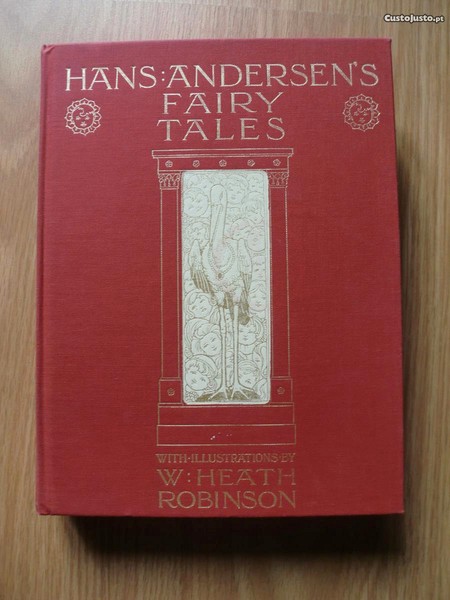 CustoJusto.pt
HANS:ANDERSEN'S
FAIRY
TALES
WITH·ILLUSTRATIONS·BY
W:HEATH
ROBINSON